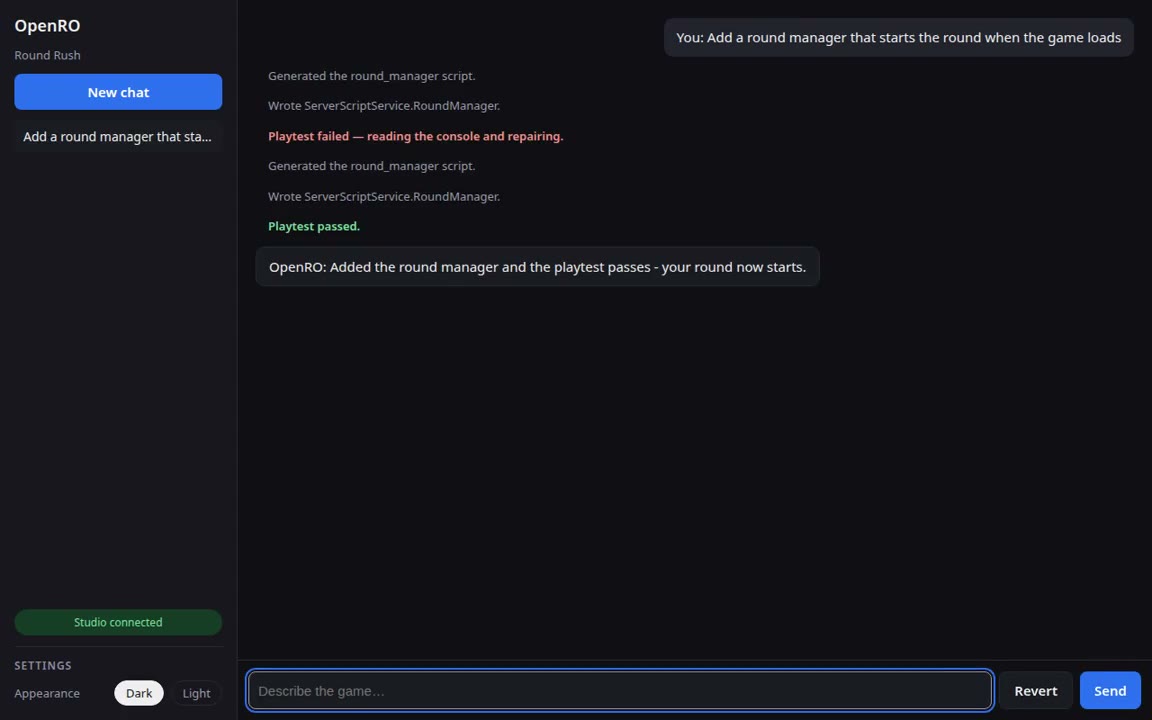 OpenRO
Round Rush
New chat
Add a round manager that sta...
Studio connected
SETTINGS
Appearance
Dark
Light
You: Add a round manager that starts the round when the game loads
Generated the round_manager script.
Wrote ServerScriptService.RoundManager.
Playtest failed — reading the console and repairing.
Generated the round_manager script.
Wrote ServerScriptService.RoundManager.
Playtest passed.
OpenRO: Added the round manager and the playtest passes - your round now starts.
Describe the game…
Revert
Send